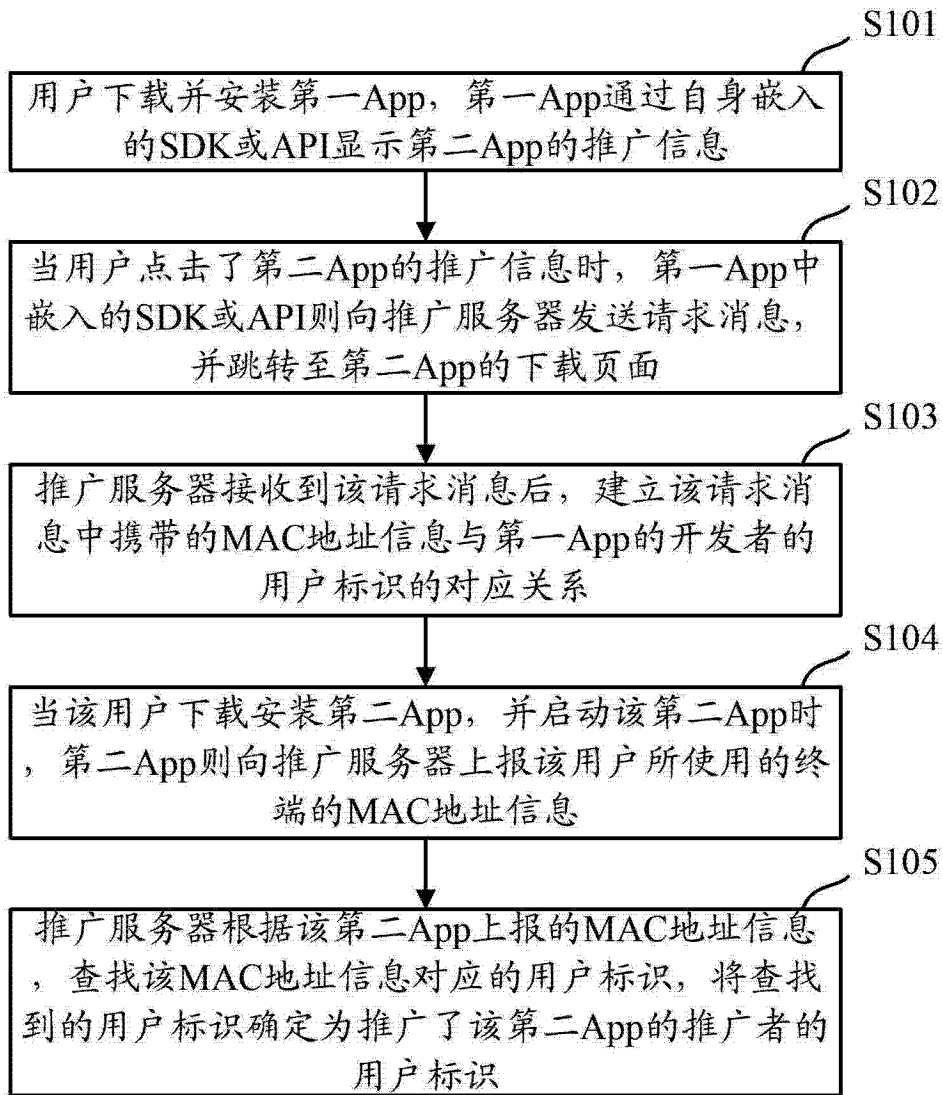 S101
用户下载并安装第一App，第一App通过自身嵌入
的SDK或API显示第二App的推广信息
S102
当用户点击了第二App的推广信息时，第一App中
嵌入的SDK或API则向推广服务器发送请求消息，
并跳转至第二App的下载页面
S103
推广服务器接收到该请求消息后，建立该请求消
息中携带的MAC地址信息与第一App的开发者的
用户标识的对应关系
S104
当该用户下载安装第二App，并启动该第二App时
，第二App则向推广服务器上报该用户所使用的终
端的MAC地址信息
S105
推广服务器根据该第二App上报的MAC地址信息
，查找该MAC地址信息对应的用户标识，将查找
到的用户标识确定为推广了该第二App的推广者的
用户标识